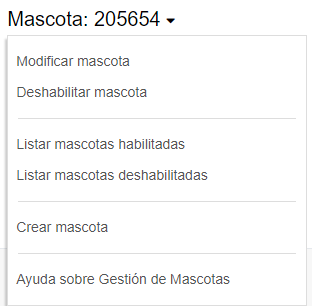 Mascota: 205654
Modificar mascota
Deshabilitar mascota
Listar mascotas habilitadas
Listar mascotas deshabilitadas
Crear mascota
Ayuda sobre Gestión de Mascotas